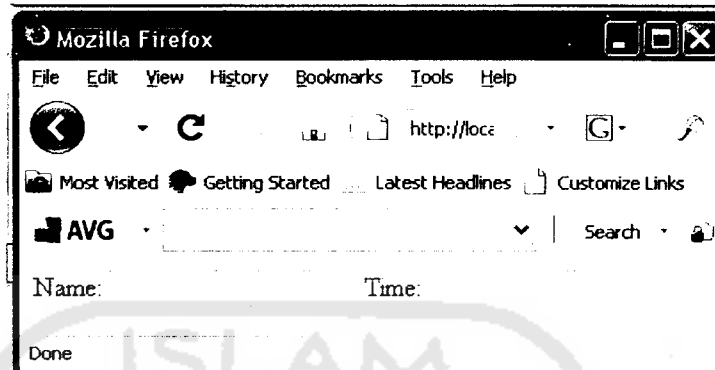 Mozilla Firefox
File Edit View History Bookmarks Tools Help
C http://loca G
Most Visited Getting Started Latest Headlines Customize Links
AVG Search
Name: Time:
Done
ISLAM